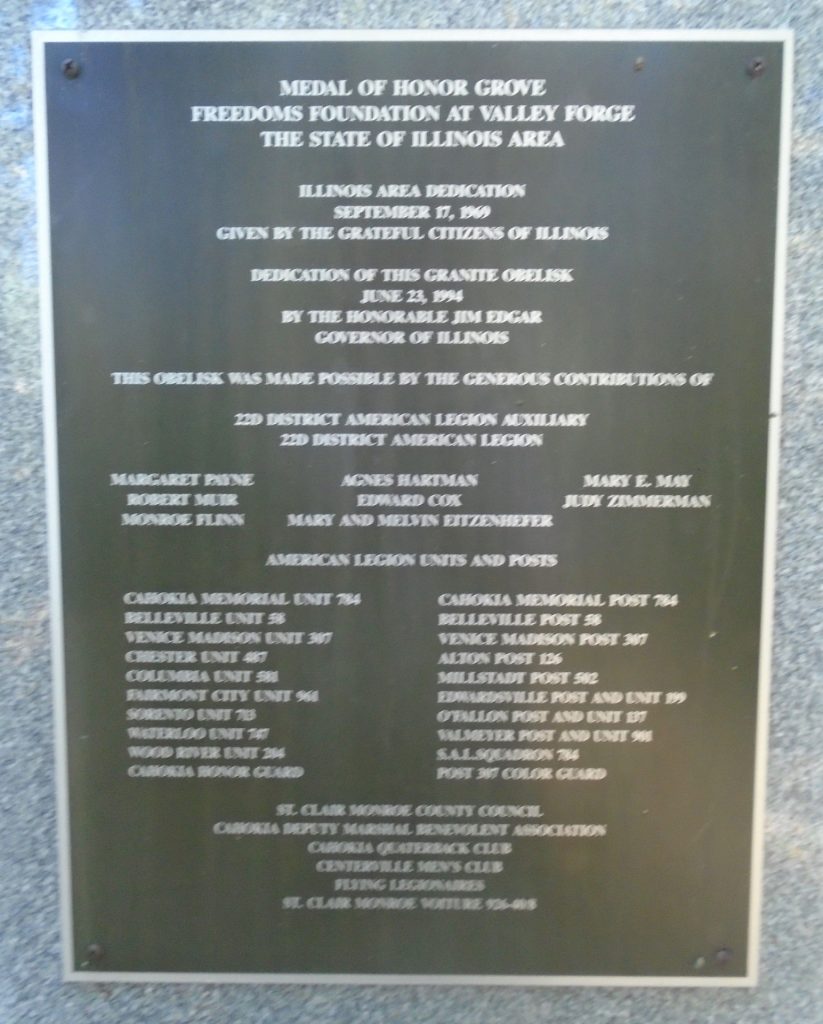 MEDAL OF HONOR GROVE
FREEDOMS FOUNDATION AT VALLEY FORGE
THE STATE OF ILLINOIS AREA
ILLINOIS AREA DEDICATION
SEPTEMBER 17, 1969
GIVEN BY THE GRATEFUL CITIZENS OF ILLINOIS
DEDICATION OF THIS GRANITE OBELISK
JUNE 23, 1994
BY THE HONORABLE JIM EDGAR
GOVERNOR OF ILLINOIS
THIS OBELISK WAS MADE POSSIBLE BY THE GENEROUS CONTRIBUTIONS OF
22D DISTRICT AMERICAN LEGION AUXILIARY
22D DISTRICT AMERICAN LEGION
MARGARET PAYNE AGNES HARTMAN MARY E. MAY
ROBERT MUIR EDWARD COX JUDY ZIMMERMAN
MONROE FLINN MARY AND MELVIN EITZENHEFER
AMERICAN LEGION UNITS AND POSTS
CAHOKIA MEMORIAL UNIT 784 CAHOKIA MEMORIAL POST 784
BELLEVILLE UNIT 58 BELLEVILLE POST 58
VENICE MADISON UNIT 307 VENICE MADISON POST 307
CHESTER UNIT 487 ALTON POST 126
COLUMBIA UNIT 581 MILLSTADT POST 502
FAIRMONT CITY UNIT 961 EDWARDSVILLE POST AND UNIT 199
SORENTO UNIT 713 O'FALLON POST AND UNIT 137
WATERLOO UNIT 747 VALMEYER POST AND UNIT 901
WOOD RIVER UNIT 204 S.A.L.SQUADRON 784
CAHOKIA HONOR GUARD POST 307 COLOR GUARD
ST. CLAIR MONROE COUNTY COUNCIL
CAHOKIA DEPUTY MARSHAL BENEVOLENT ASSOCIATION
CAHOKIA QUATERBACK CLUB
CENTERVILLE MEN'S CLUB
FLYING LEGIONAIRES
ST. CLAIR MONROE VOITURE